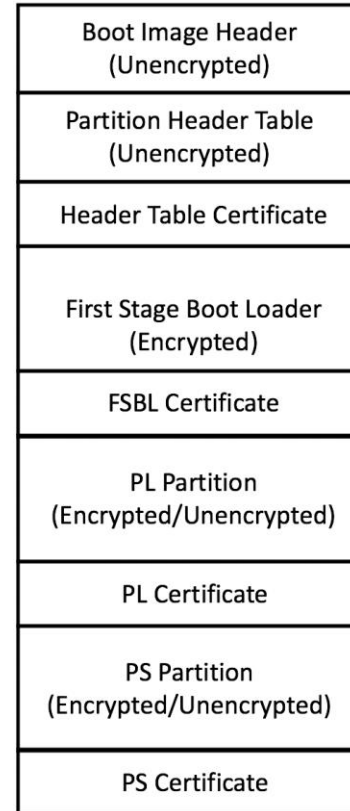 Boot Image Header
(Unencrypted)
Partition Header Table
(Unencrypted)
Header Table Certificate
First Stage Boot Loader
(Encrypted)
FSBL Certificate
PL Partition
(Encrypted/Unencrypted)
PL Certificate
PS Partition
(Encrypted/Unencrypted)
PS Certificate